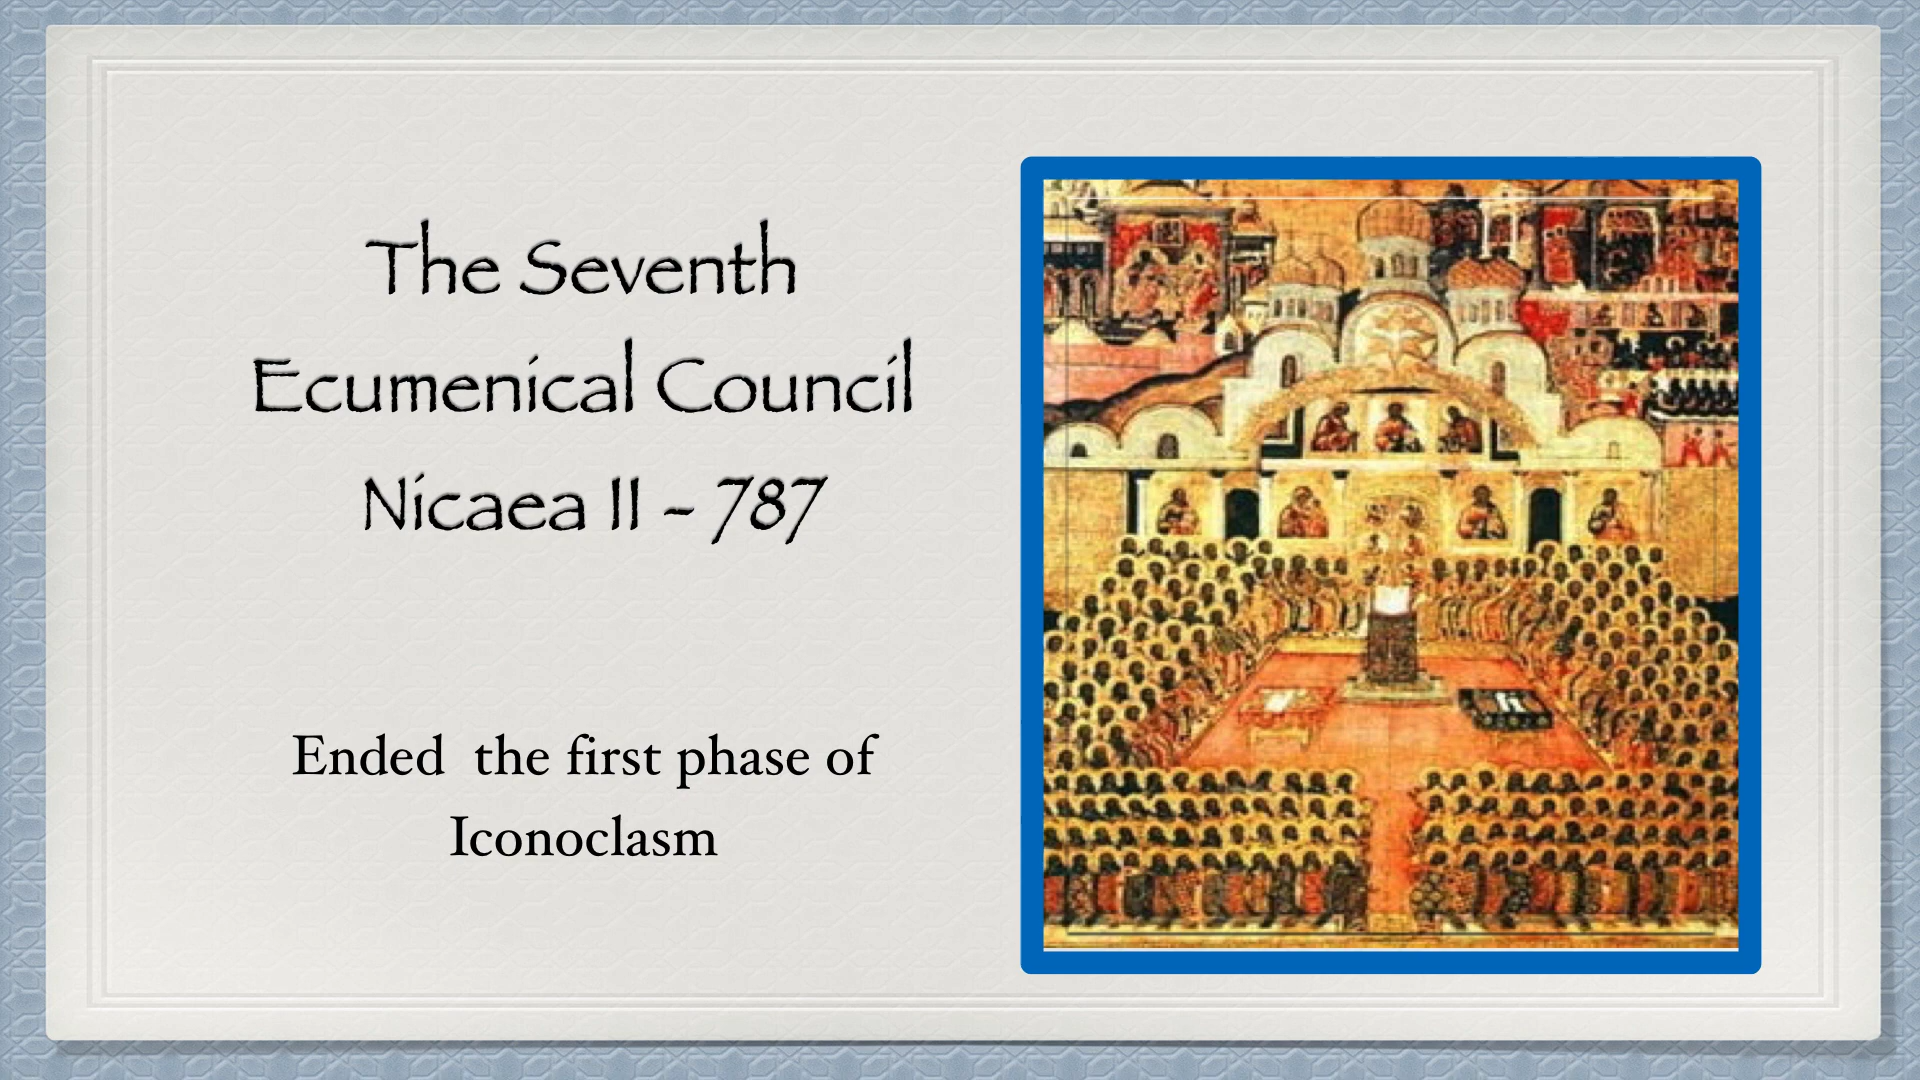 The Seventh
Ecumenical Council
Nicaea II - 787
Ended the first phase of
Iconoclasm